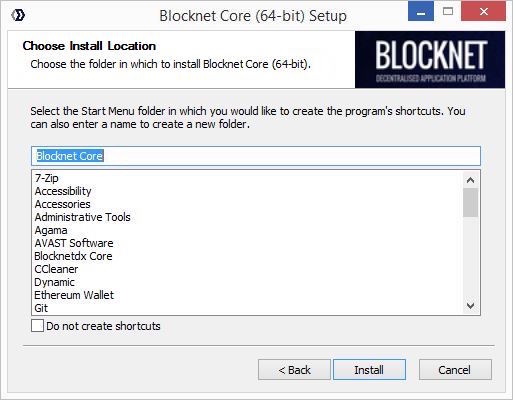 Blocknet Core (64-bit) Setup
Choose Install Location
Choose the folder in which to install Blocknet Core (64-bit).
BLOCKNET
DECENTRALISED APPLICATION PLATFORM
Select the Start Menu folder in which you would like to create the program's shortcuts. You
can also enter a name to create a new folder.
Blocknet Core
7-Zip
Accessibility
Accessories
Administrative Tools
Agama
AVAST Software
Blocknetdx Core
CCleaner
Dynamic
Ethereum Wallet
Git
Do not create shortcuts
< Back
Install
Cancel